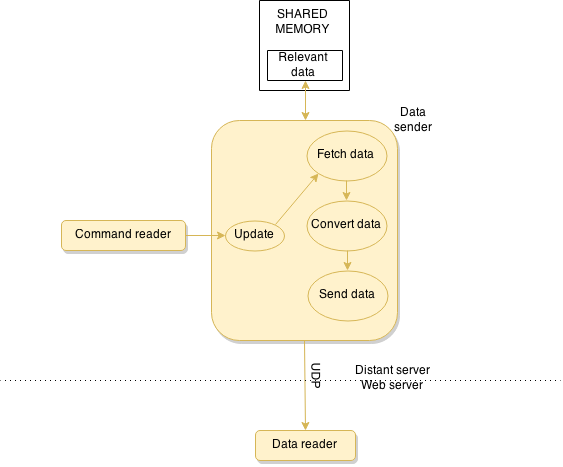 SHARED
MEMORY
Relevant
data
Data
sender
Fetch data
Convert data
Command reader
Update
Send data
UDP
Distant server
Web server
Data reader